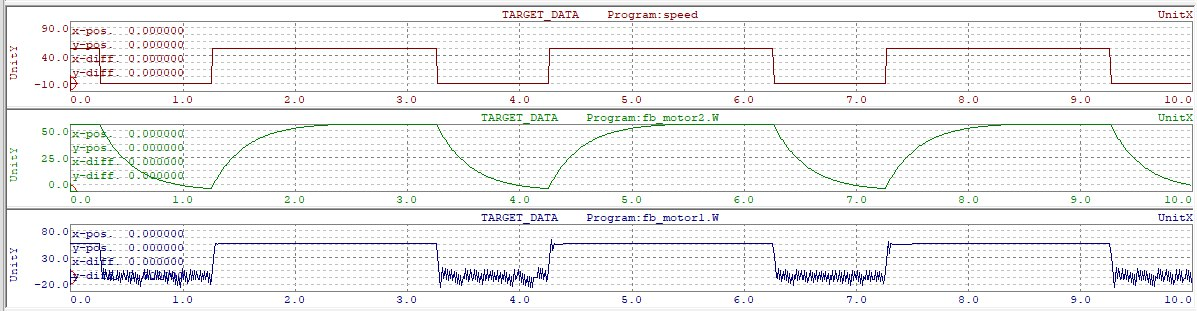 TARGET_DATA Program:speed UnitX
90.0
x-pos. 0.000000
y-pos. 0.000000
UnitY
40.0
x-diff. 0.000000
y-diff. 0.000000
-10.0
0.0 1.0 2.0 3.0 4.0 5.0 6.0 7.0 8.0 9.0 10.0
TARGET_DATA Program:fb_motor2.W UnitX
50.0
x-pos. 0.000000
y-pos. 0.000000
UnitY
25.0
x-diff. 0.000000
y-diff. 0.000000
0.0
0.0 1.0 2.0 3.0 4.0 5.0 6.0 7.0 8.0 9.0 10.0
TARGET_DATA Program:fb_motor1.W UnitX
80.0
x-pos. 0.000000
y-pos. 0.000000
UnitY
30.0
x-diff. 0.000000
y-diff. 0.000000
-20.0
0.0 1.0 2.0 3.0 4.0 5.0 6.0 7.0 8.0 9.0 10.0